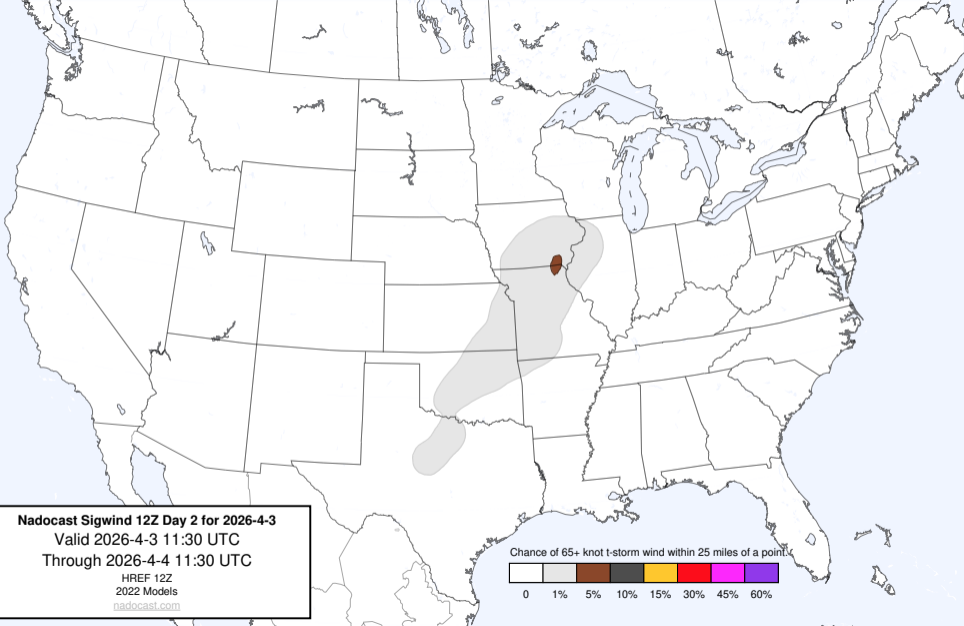 Nadocast Sigwind 12Z Day 2 for 2026-4-3
Valid 2026-4-3 11:30 UTC
Through 2026-4-4 11:30 UTC
HREF 12Z
2022 Models
nadocast.com
Chance of 65+ knot t-storm wind within 25 miles of a point.
0 1% 5% 10% 15% 30% 45% 60%